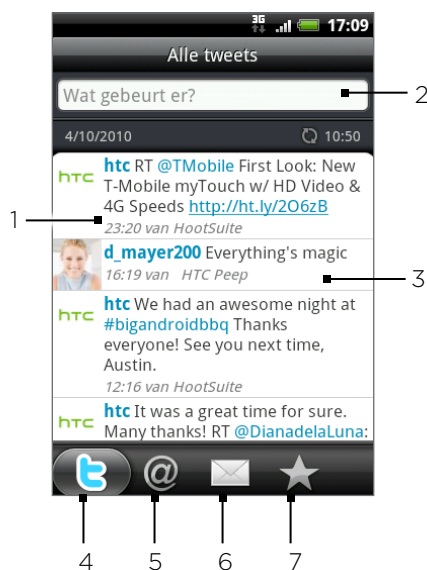 3G 17:09
Alle tweets
Wat gebeurt er?
2
4/10/2010 10:50
htc htc RT @TMobile First Look: New
T-Mobile myTouch w/ HD Video &
4G Speeds http://ht.ly/2O6zB
1
23:20 van HootSuite
d_mayer200 Everything's magic
16:19 van HTC Peep
3
htc htc We had an awesome night at
#bigandroidbbq Thanks
everyone! See you next time,
Austin.
12:16 van HootSuite
htc htc It was a great time for sure.
Many thanks! RT @DianadelaLuna:
@
4 5 6 7